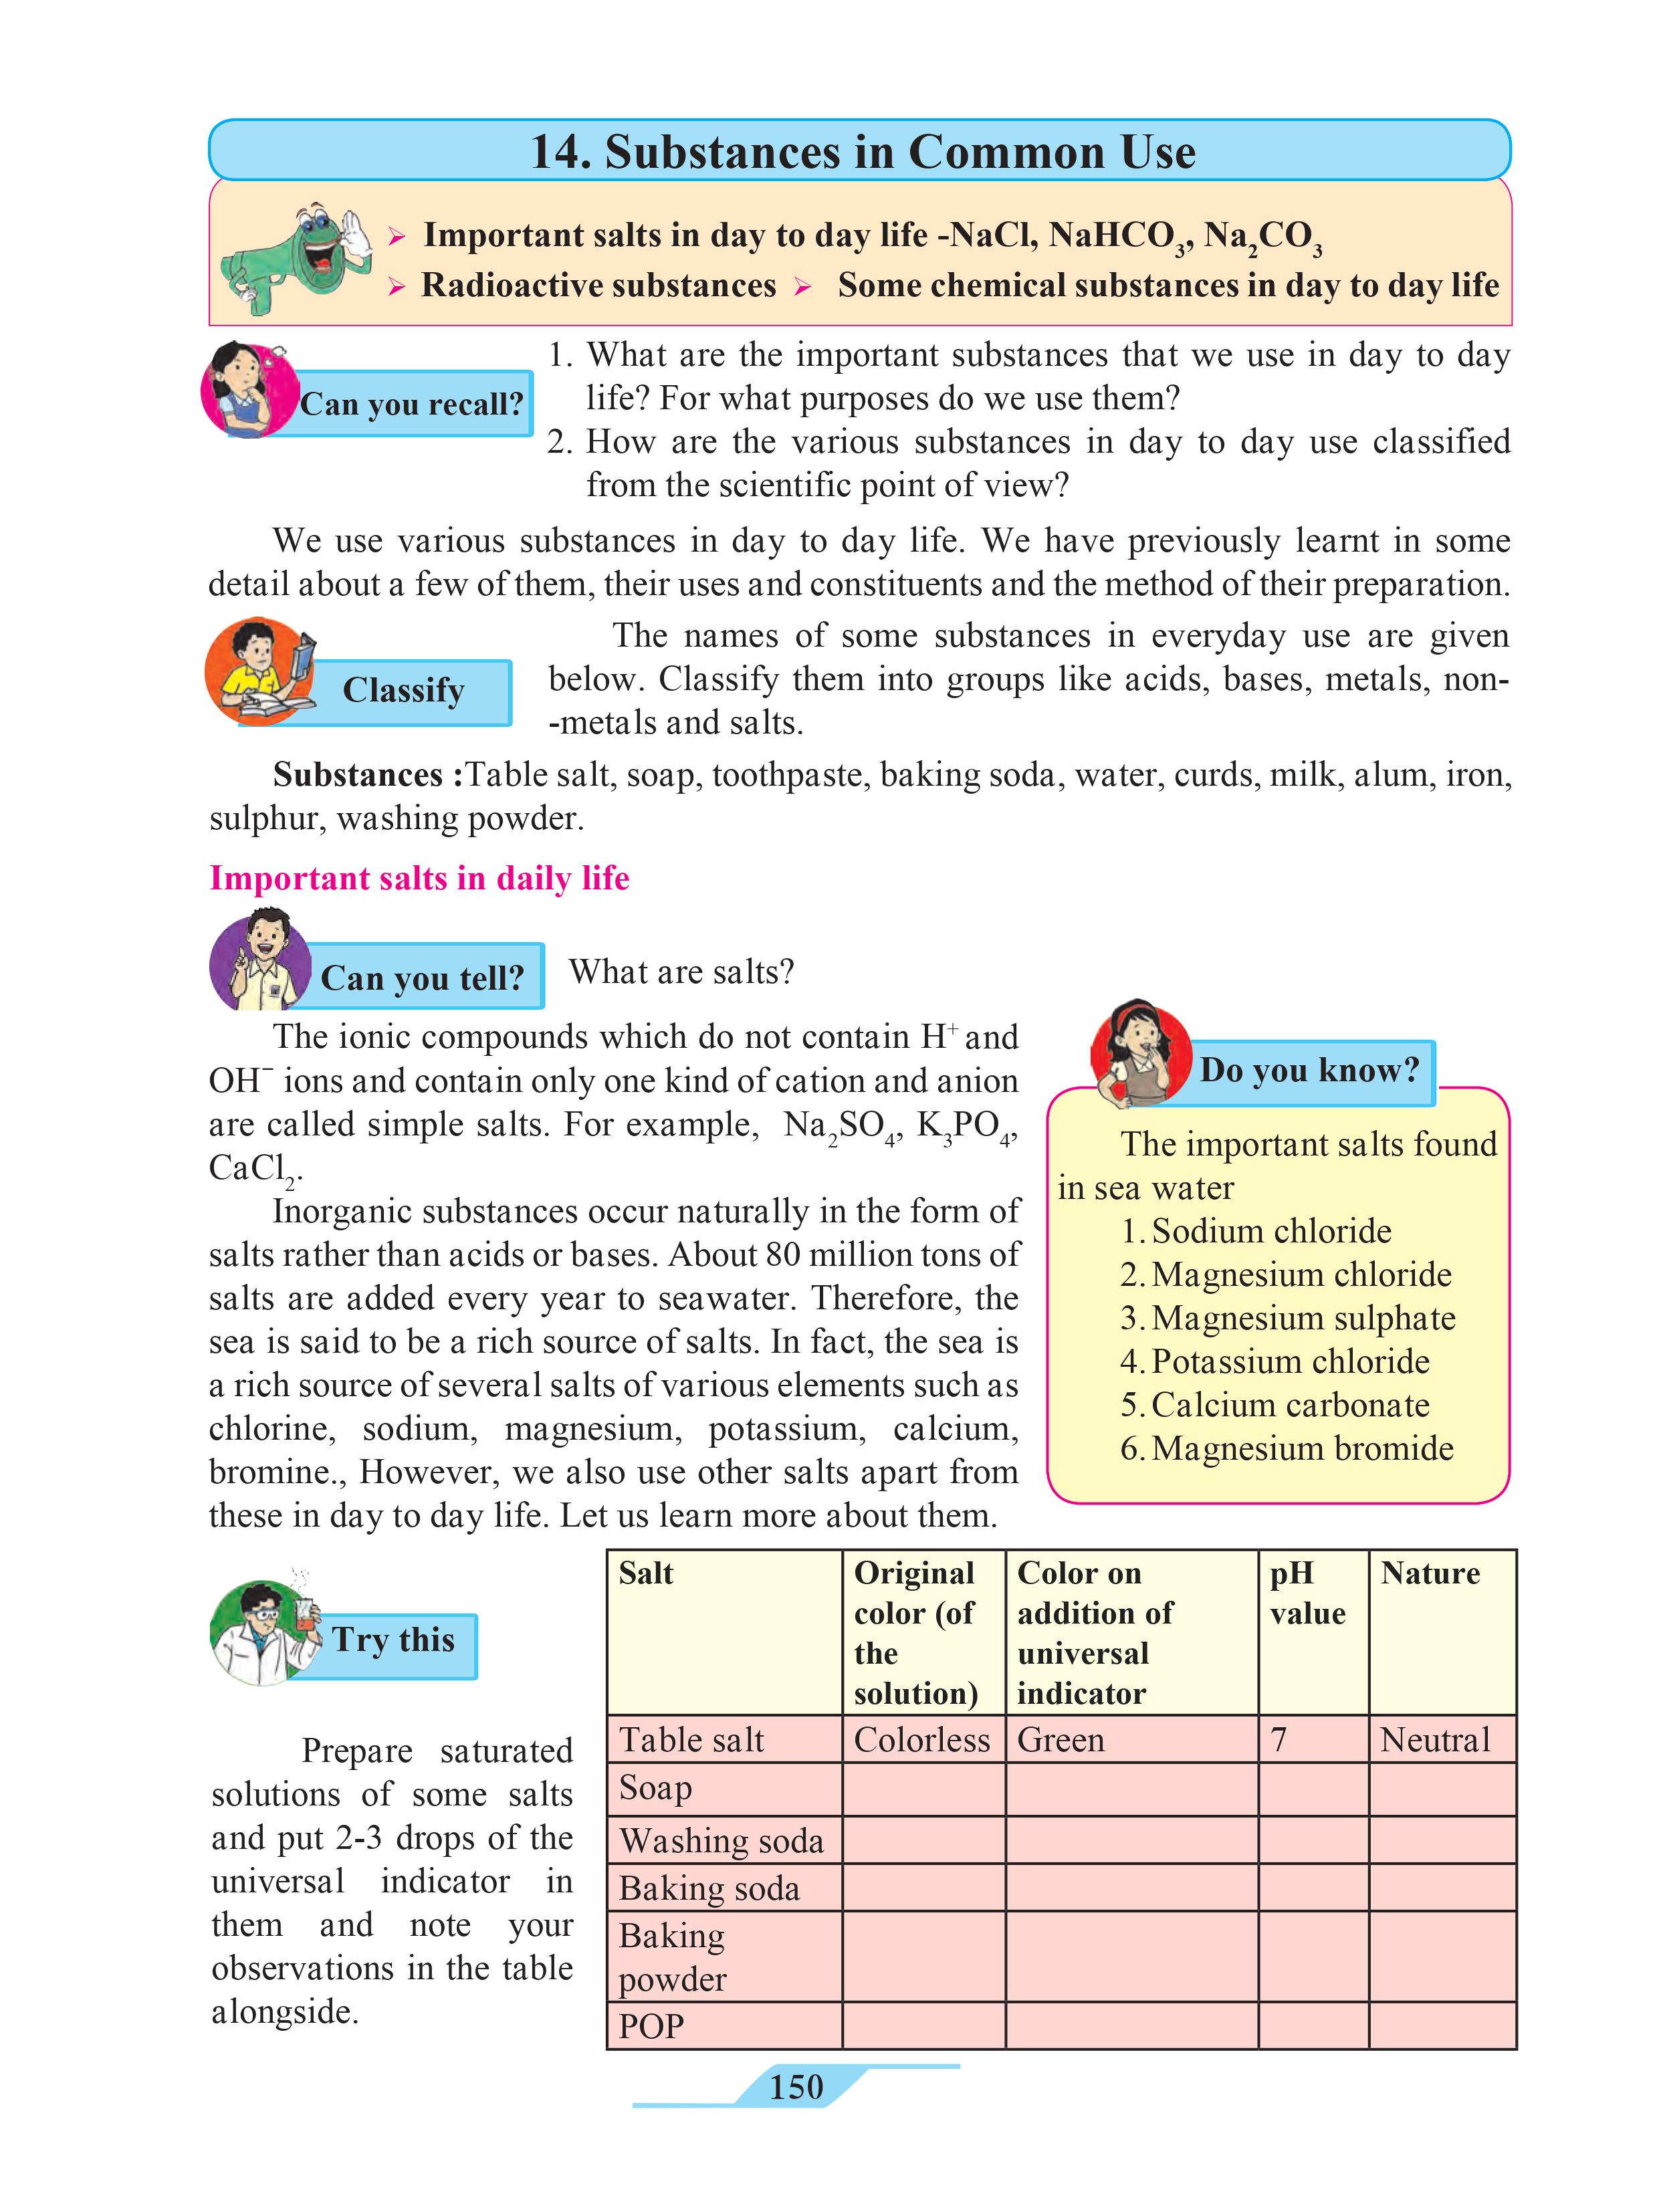 14. Substances in Common Use
➢ Important salts in day to day life -NaCl, NaHCO₃, Na₂CO₃
➢ Radioactive substances ➢ Some chemical substances in day to day life
Can you recall?
1. What are the important substances that we use in day to day
life? For what purposes do we use them?
2. How are the various substances in day to day use classified
from the scientific point of view?
We use various substances in day to day life. We have previously learnt in some
detail about a few of them, their uses and constituents and the method of their preparation.
Classify
The names of some substances in everyday use are given
below. Classify them into groups like acids, bases, metals, non-
-metals and salts.
Substances :Table salt, soap, toothpaste, baking soda, water, curds, milk, alum, iron,
sulphur, washing powder.
Important salts in daily life
Can you tell?
What are salts?
The ionic compounds which do not contain H⁺ and
OH⁻ ions and contain only one kind of cation and anion
are called simple salts. For example, Na₂SO₄, K₃PO₄,
CaCl₂.
Inorganic substances occur naturally in the form of
salts rather than acids or bases. About 80 million tons of
salts are added every year to seawater. Therefore, the
sea is said to be a rich source of salts. In fact, the sea is
a rich source of several salts of various elements such as
chlorine, sodium, magnesium, potassium, calcium,
bromine., However, we also use other salts apart from
these in day to day life. Let us learn more about them.
Do you know?
The important salts found
in sea water
1. Sodium chloride
2. Magnesium chloride
3. Magnesium sulphate
4. Potassium chloride
5. Calcium carbonate
6. Magnesium bromide
Try this
Prepare saturated
solutions of some salts
and put 2-3 drops of the
universal indicator in
them and note your
observations in the table
alongside.
Salt
Original
color (of
the
solution)
Color on
addition of
universal
indicator
pH
value
Nature
Table salt Colorless Green 7 Neutral
Soap
Washing soda
Baking soda
Baking
powder
POP
150